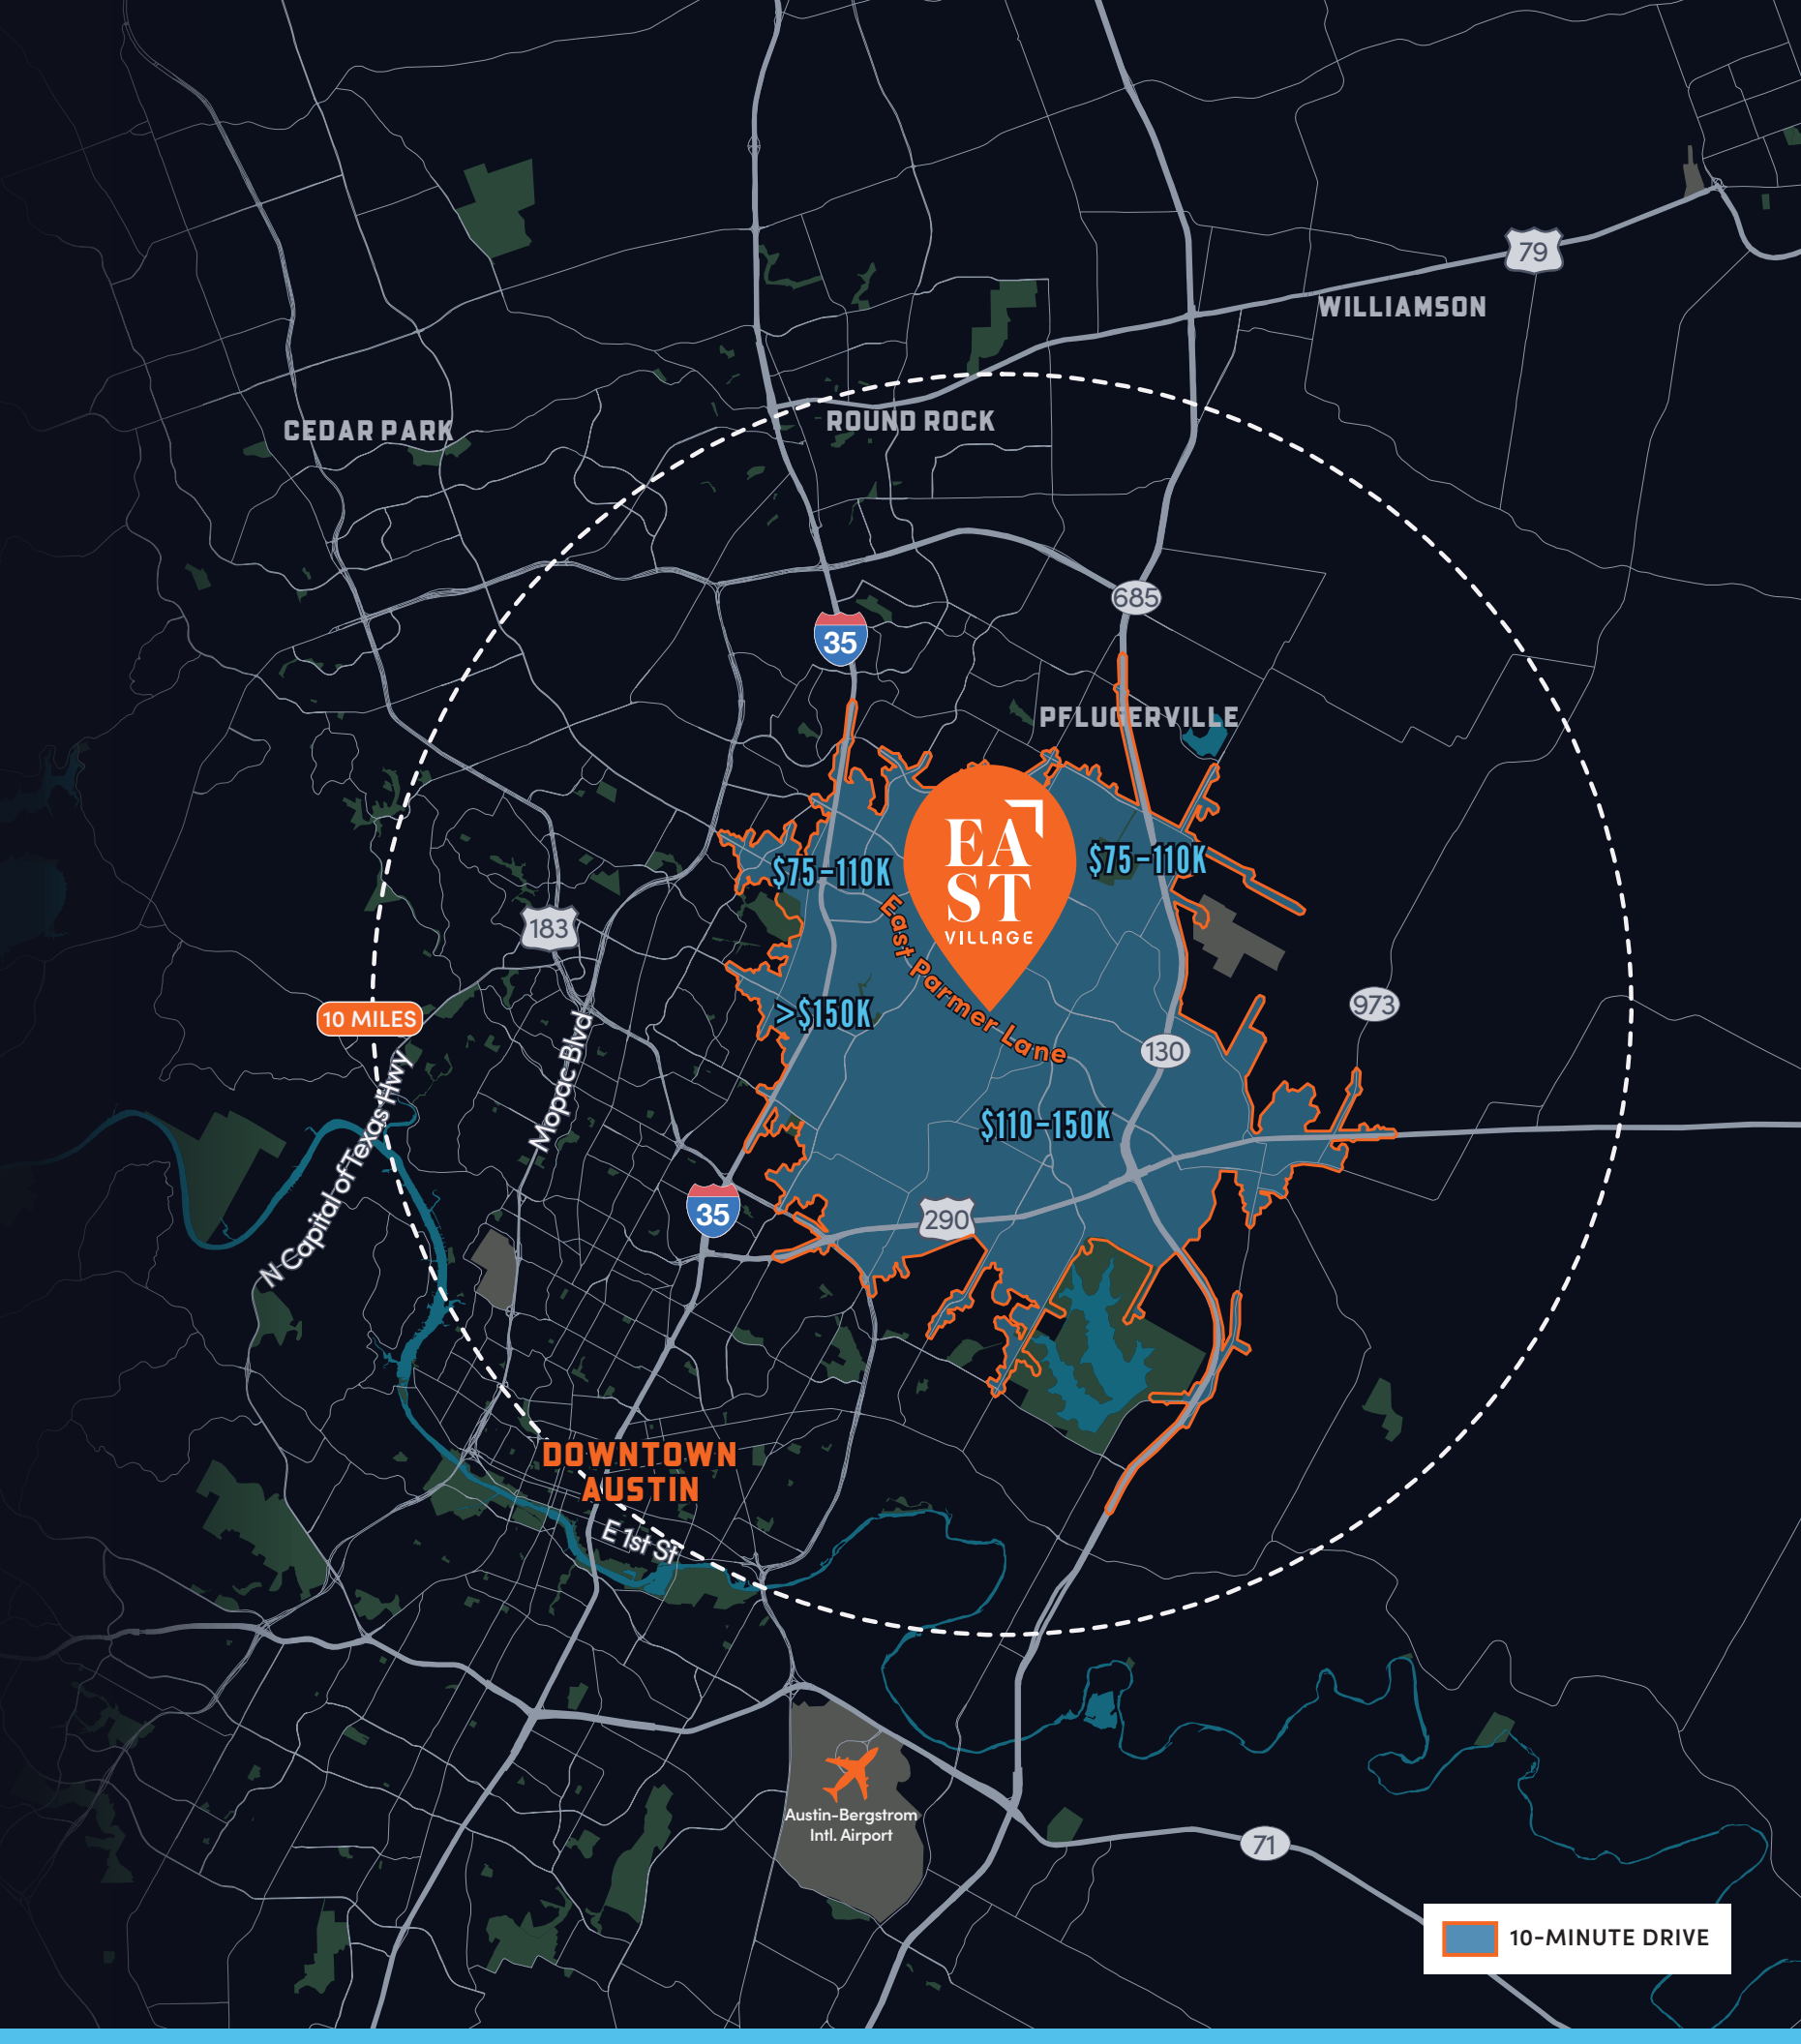 79
WILLIAMSON
CEDAR PARK
ROUND ROCK
685
35
PFLUGERVILLE
EA
ST
VILLAGE
$75-110K
$75-110K
183
East Parmer Lane
>$150K
973
10 MILES
Mopac Blvd
130
N Capital of Texas Hwy
$110-150K
35
290
DOWNTOWN
AUSTIN
E 1st St
Austin-Bergstrom
Intl. Airport
71
10-MINUTE DRIVE